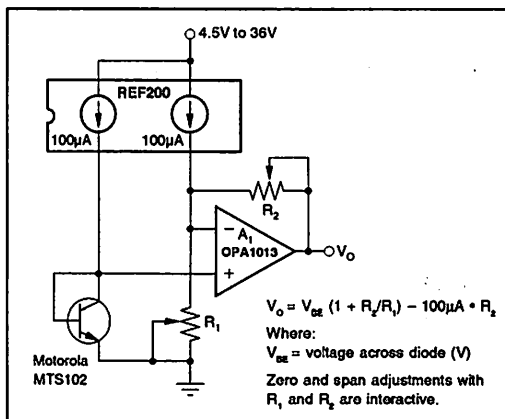 4.5V to 36V
REF200
100µA
100µA
R2
− A1
OPA1013
+
VO
R1
Motorola
MTS102
VO = VBE (1 + R2/R1) – 100µA • R2
Where:
VBE = voltage across diode (V)
Zero and span adjustments with
R1 and R2 are interactive.